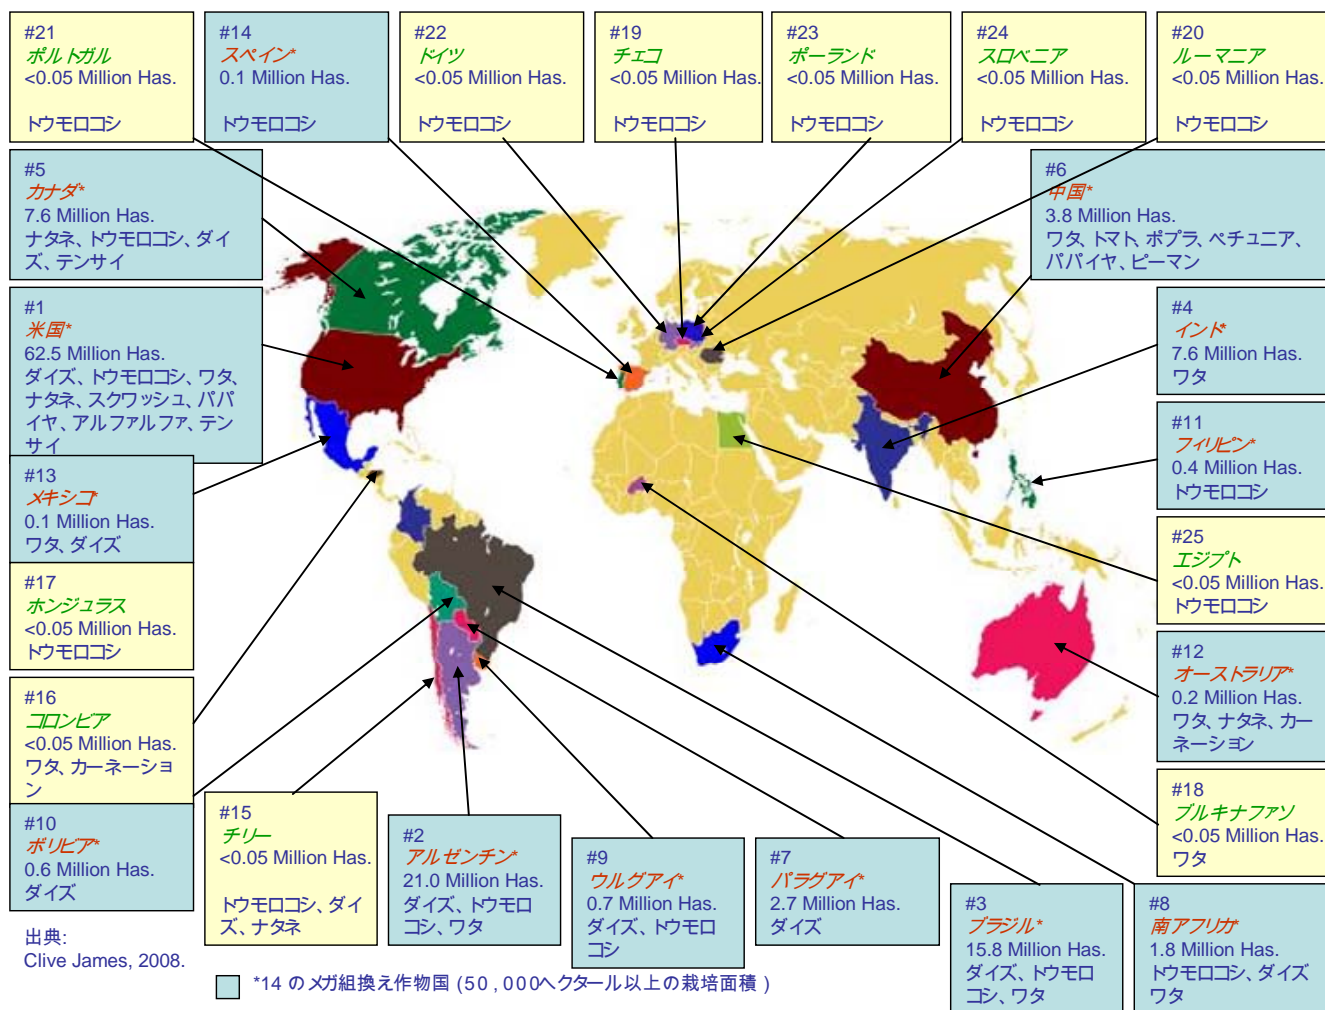 #21
ポルトガル
<0.05 Million Has.
トウモロコシ
#14
スペイン*
0.1 Million Has.
トウモロコシ
#22
ドイツ
<0.05 Million Has.
トウモロコシ
#19
チェコ
<0.05 Million Has.
トウモロコシ
#23
ポーランド
<0.05 Million Has.
トウモロコシ
#24
スロベニア
<0.05 Million Has.
トウモロコシ
#20
ルーマニア
<0.05 Million Has.
トウモロコシ
#5
カナダ*
7.6 Million Has.
ナタネ、トウモロコシ、ダイ
ズ、テンサイ
#6
中国*
3.8 Million Has.
ワタ、トマト、ポプラ、ペチュニア、
パパイヤ、ピーマン
#1
米国*
62.5 Million Has.
ダイズ、トウモロコシ、ワタ、
ナタネ、スクワッシュ、パパ
イヤ、アルファルファ、テン
サイ
#4
インド*
7.6 Million Has.
ワタ
#11
フィリピン*
0.4 Million Has.
トウモロコシ
#13
メキシコ*
0.1 Million Has.
ワタ、ダイズ
#25
エジプト
<0.05 Million Has.
トウモロコシ
#17
ホンジュラス
<0.05 Million Has.
トウモロコシ
#12
オーストラリア*
0.2 Million Has.
ワタ、ナタネ、カー
ネーション
#16
コロンビア
<0.05 Million Has.
ワタ、カーネーショ
ン
#18
ブルキナファソ
<0.05 Million Has.
ワタ
#10
ボリビア*
0.6 Million Has.
ダイズ
#15
チリー
<0.05 Million Has.
トウモロコシ、ダイ
ズ、ナタネ
#2
アルゼンチン*
21.0 Million Has.
ダイズ、トウモロ
コシ、ワタ
#9
ウルグアイ*
0.7 Million Has.
ダイズ、トウモロ
コシ
#7
パラグアイ*
2.7 Million Has.
ダイズ
#3
ブラジル*
15.8 Million Has.
ダイズ、トウモロ
コシ、ワタ
#8
南アフリカ*
1.8 Million Has.
トウモロコシ、ダイズ
ワタ
出典:
Clive James, 2008.
*14 のメガ組換え作物国 (50,000ヘクタール以上の栽培面積)